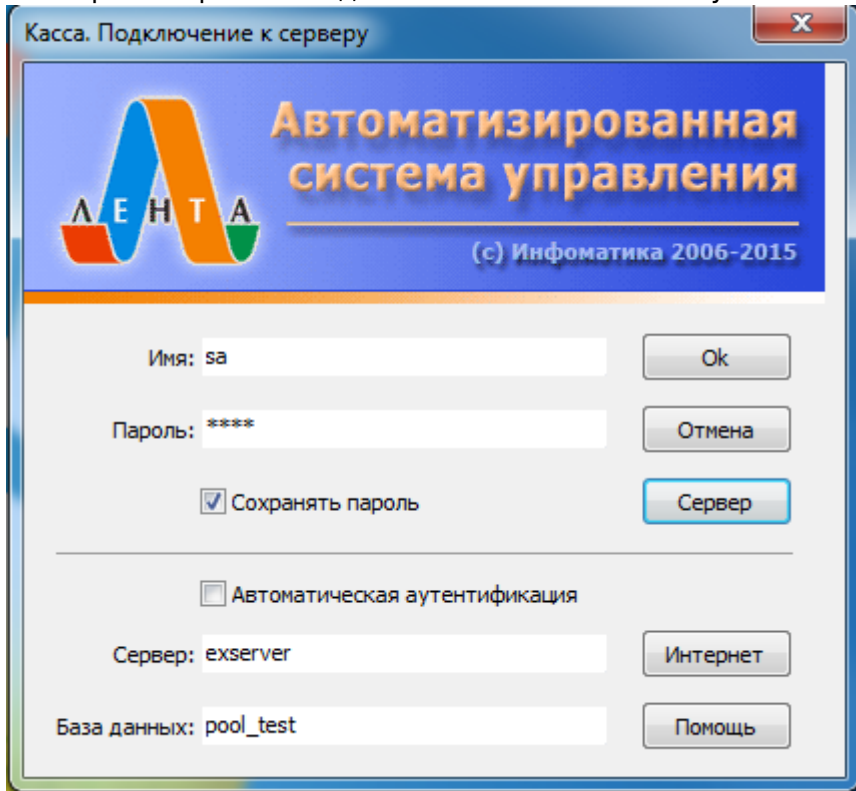 Касса. Подключение к серверу
Автоматизированная
система управления
ЛЕНТА
(с) Инфоматика 2006-2015
Имя: sa
Ok
Пароль: ****
Отмена
Сохранять пароль
Сервер
Автоматическая аутентификация
Сервер: exserver
Интернет
База данных: pool_test
Помощь